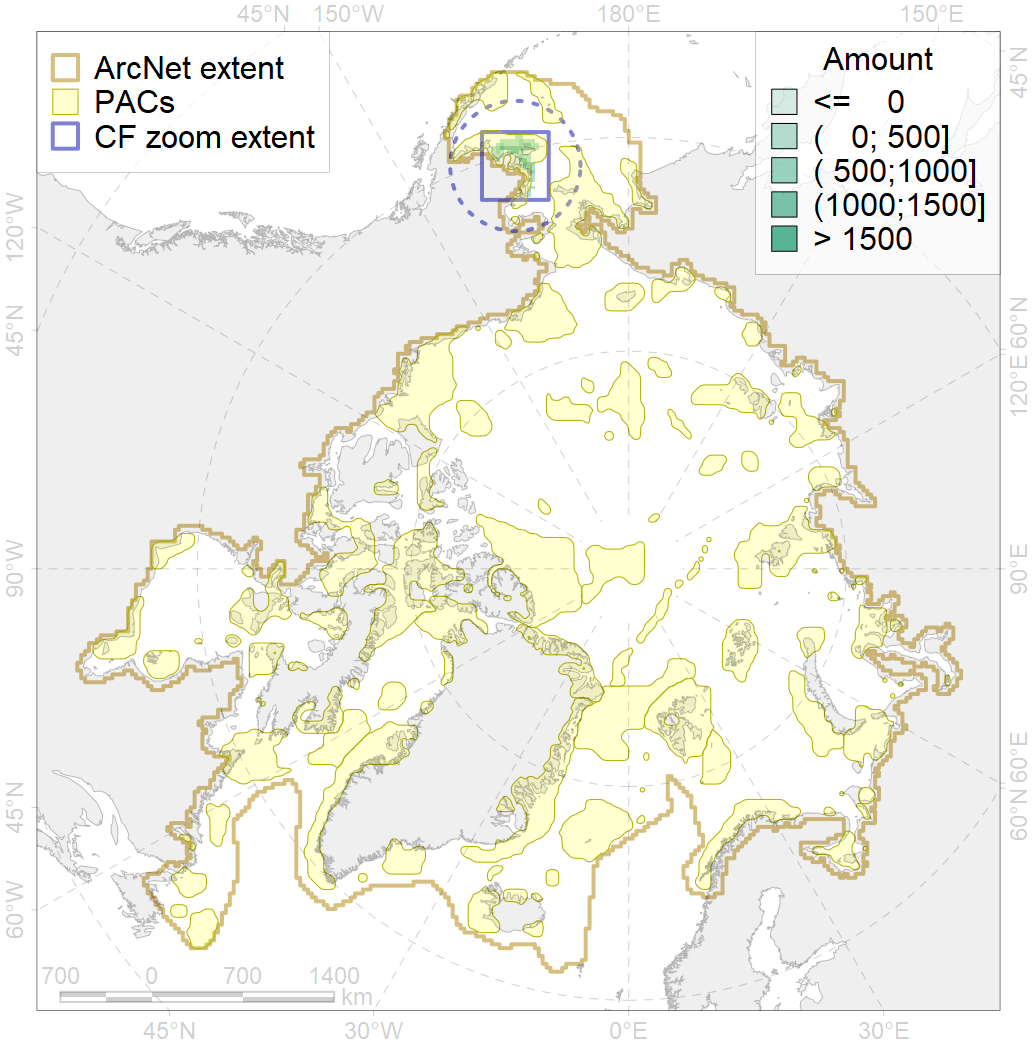 45°N 150°W 180°E 150°E
ArcNet extent
PACs
CF zoom extent
Amount
<= 0
( 0; 500]
( 500;1000]
(1000;1500]
> 1500
45°N
120°W
45°N
90°W
45°N
60°W
60°N
120°E
90°E
60°E
60°N
700 0 700 1400
km
45°N 30°W 0°E 30°E